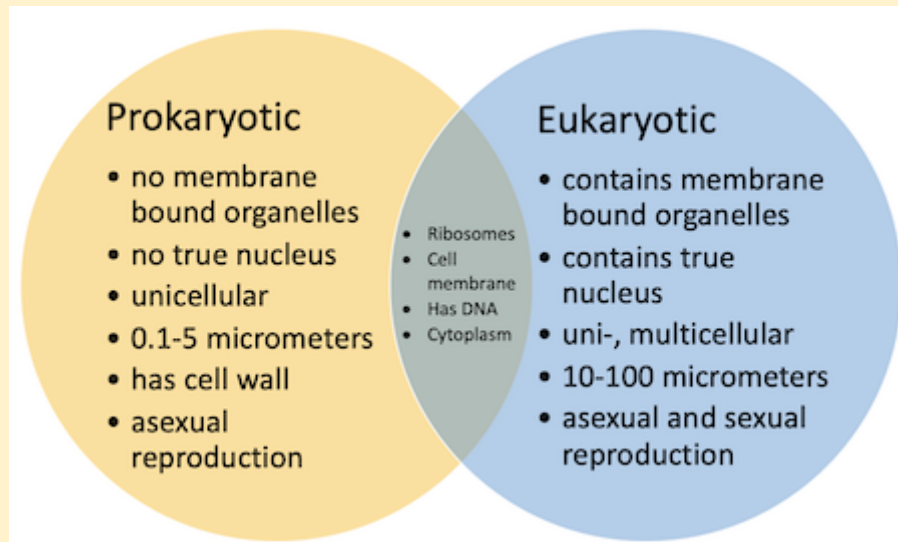 Prokaryotic
• no membrane
bound organelles
• no true nucleus
• unicellular
• 0.1-5 micrometers
• has cell wall
• asexual
reproduction
• Ribosomes
• Cell
membrane
• Has DNA
• Cytoplasm
Eukaryotic
• contains membrane
bound organelles
• contains true
nucleus
• uni-, multicellular
• 10-100 micrometers
• asexual and sexual
reproduction